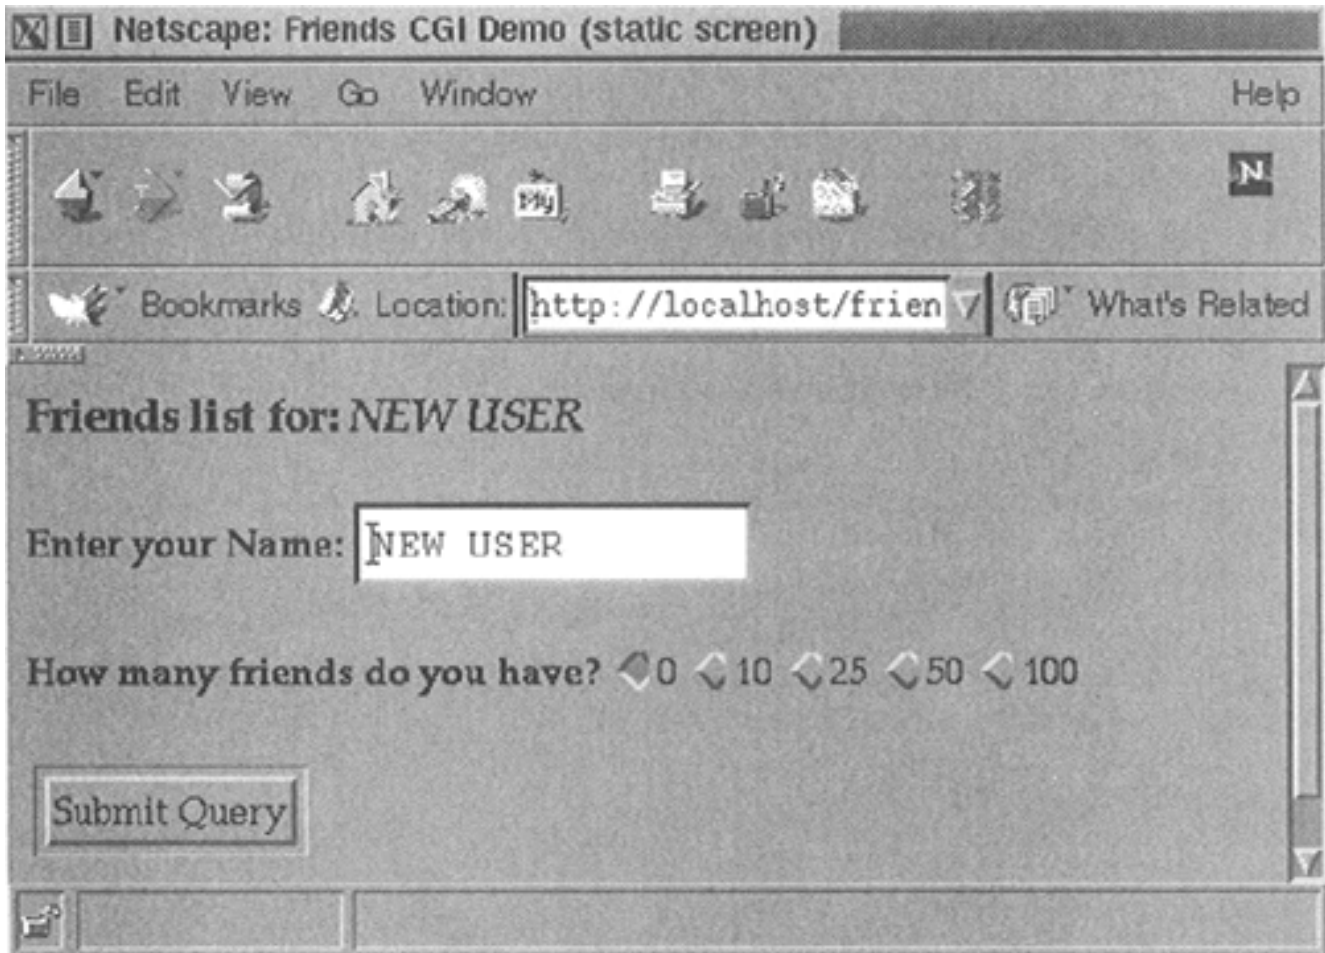 Netscape: Friends CGI Demo (static screen)
File Edit View Go Window Help
My N
Bookmarks Location: http://localhost/frien What's Related
Friends list for: NEW USER
Enter your Name: NEW USER
How many friends do you have? 0 10 25 50 100
Submit Query